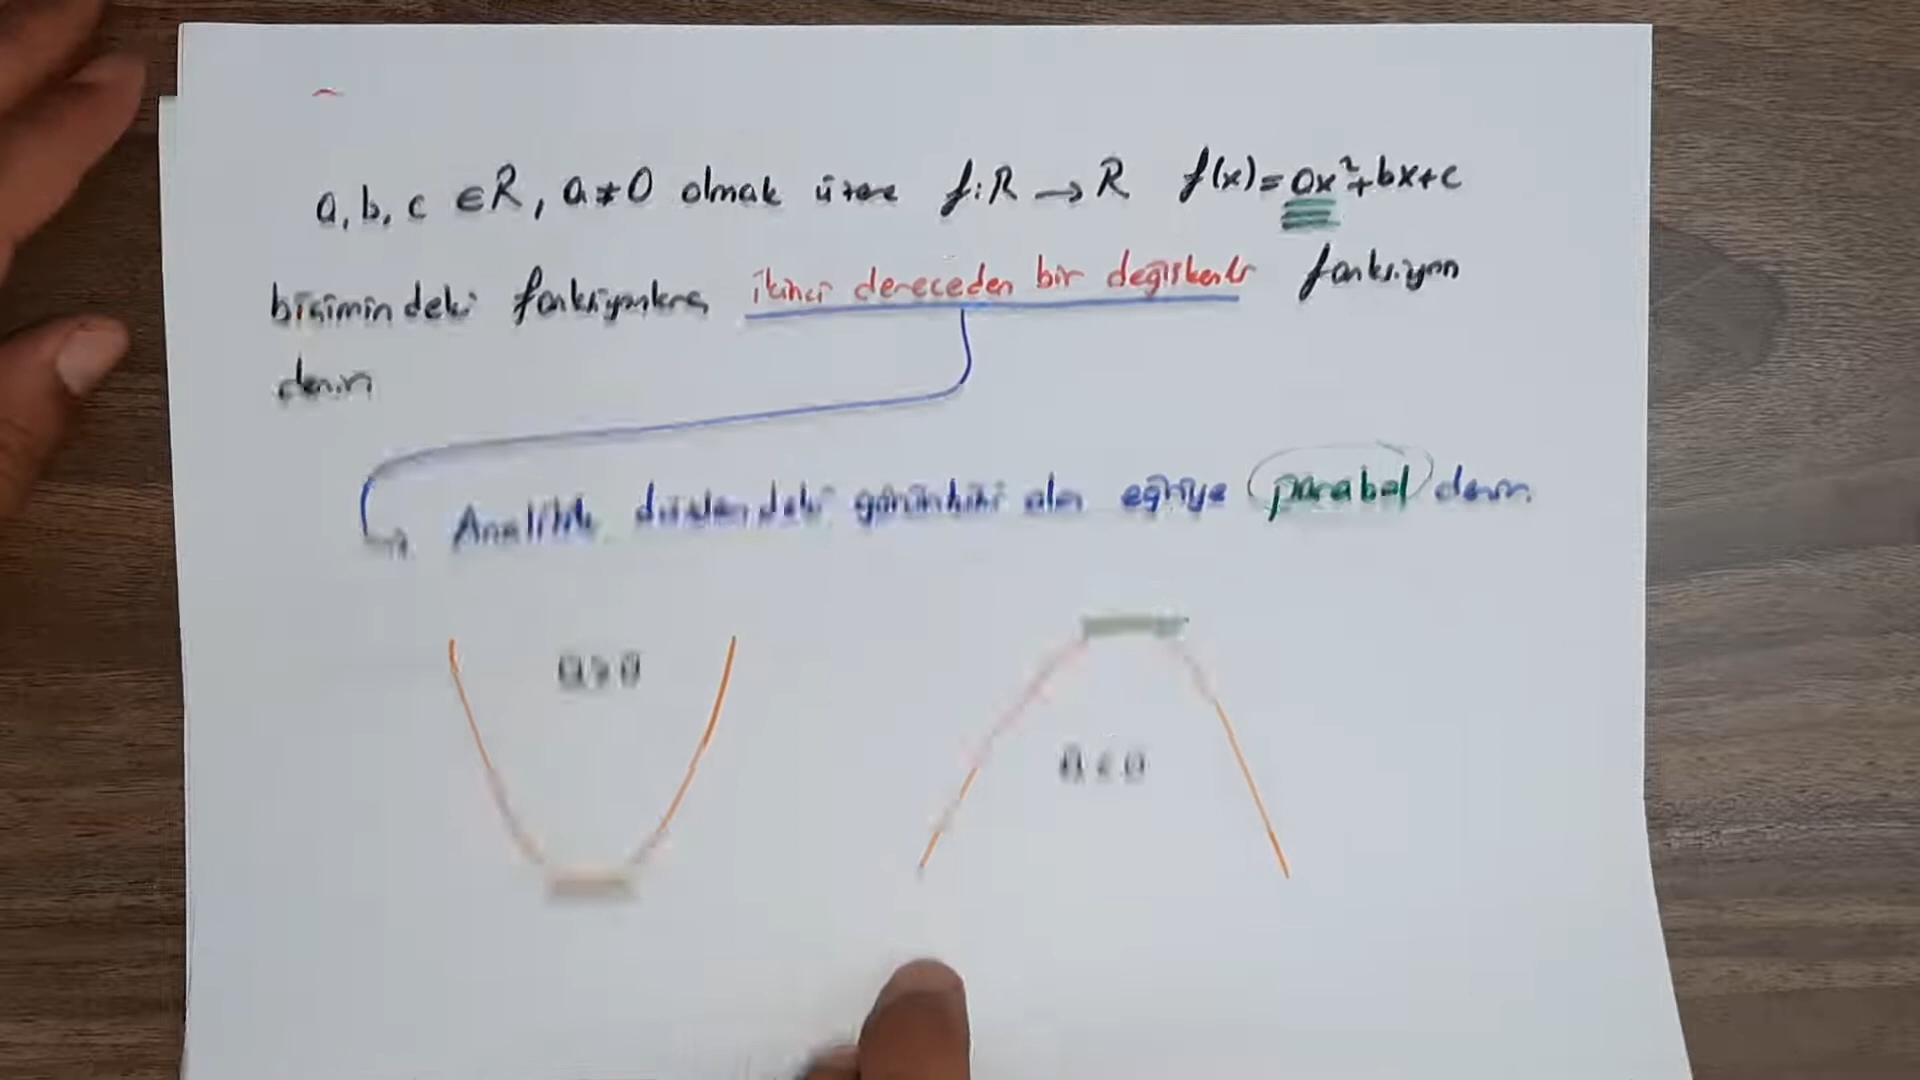 a, b, c ∈ R, a ≠ 0 olmak üzere f: R → R f(x) = ax² + bx + c
biçimindeki fonksiyonlara ikinci dereceden bir değişkenli fonksiyon
denir
Analitik düzlemdeki görüntüsü olan eğriye parabol denir.
a > 0
a < 0